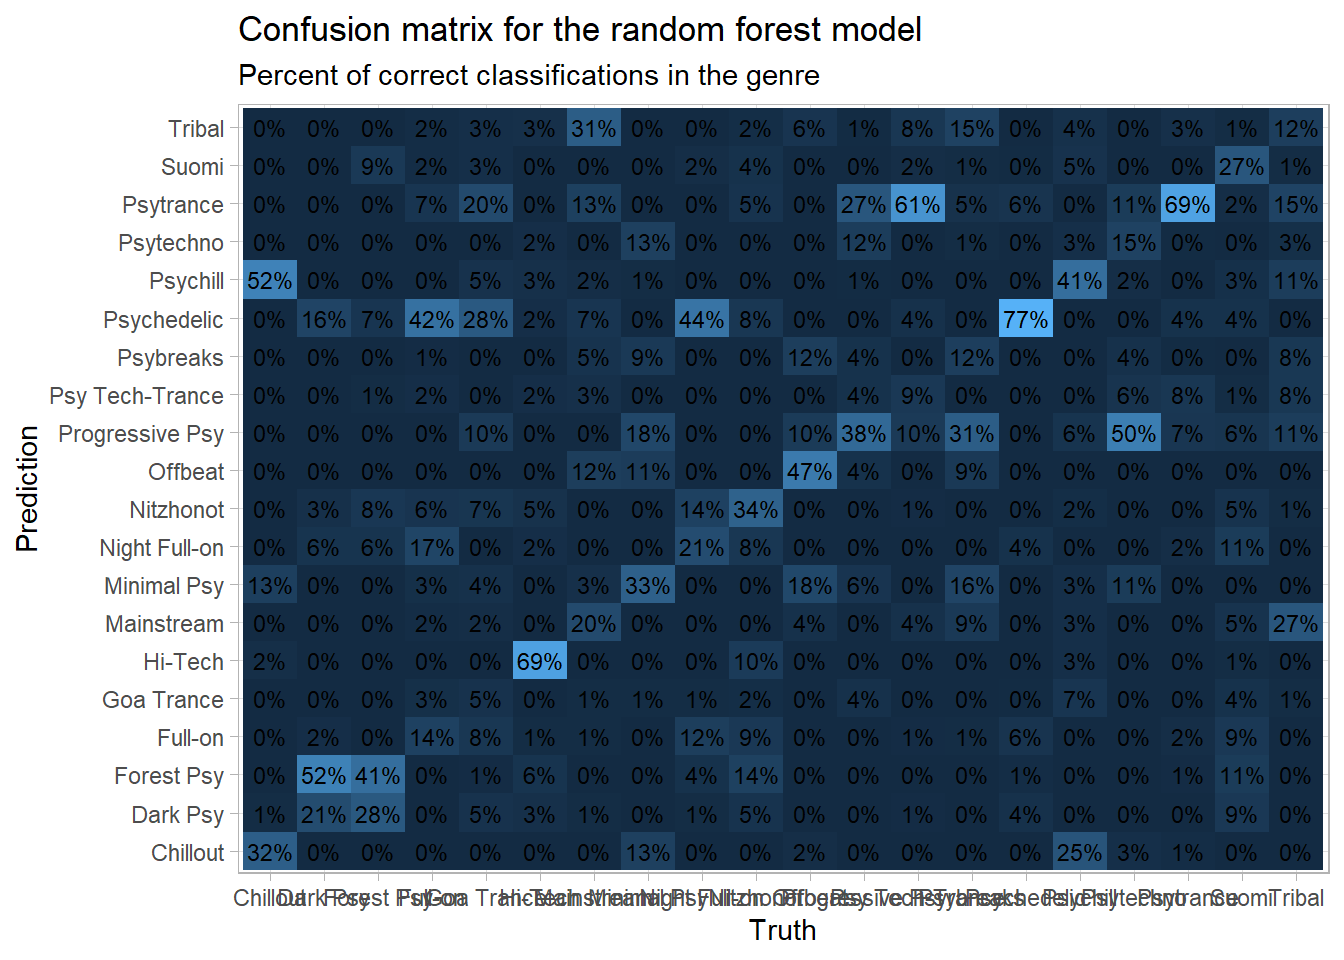 Confusion matrix for the random forest model
Percent of correct classifications in the genre
Tribal 0% 0% 0% 2% 3% 3% 31% 0% 0% 2% 6% 1% 8% 15% 0% 4% 0% 3% 1% 12%
Suomi 0% 0% 9% 2% 3% 0% 0% 0% 2% 4% 0% 0% 2% 1% 0% 5% 0% 0% 27% 1%
Psytrance 0% 0% 0% 7% 20% 0% 13% 0% 0% 5% 0% 27% 61% 5% 6% 0% 11% 69% 2% 15%
Psytechno 0% 0% 0% 0% 0% 2% 0% 13% 0% 0% 0% 12% 0% 1% 0% 3% 15% 0% 0% 3%
Psychill 52% 0% 0% 0% 5% 3% 2% 1% 0% 0% 0% 1% 0% 0% 0% 41% 2% 0% 3% 11%
Psychedelic 0% 16% 7% 42% 28% 2% 7% 0% 44% 8% 0% 0% 4% 0% 77% 0% 0% 4% 4% 0%
Psybreaks 0% 0% 0% 1% 0% 0% 5% 9% 0% 0% 12% 4% 0% 12% 0% 0% 4% 0% 0% 8%
Psy Tech-Trance 0% 0% 1% 2% 0% 2% 3% 0% 0% 0% 0% 4% 9% 0% 0% 0% 6% 8% 1% 8%
Progressive Psy 0% 0% 0% 0% 10% 0% 0% 18% 0% 0% 10% 38% 10% 31% 0% 6% 50% 7% 6% 11%
Offbeat 0% 0% 0% 0% 0% 0% 12% 11% 0% 0% 47% 4% 0% 9% 0% 0% 0% 0% 0% 0%
Nitzhonot 0% 3% 8% 6% 7% 5% 0% 0% 14% 34% 0% 0% 1% 0% 0% 2% 0% 0% 5% 1%
Night Full-on 0% 6% 6% 17% 0% 2% 0% 0% 21% 8% 0% 0% 0% 0% 4% 0% 0% 2% 11% 0%
Minimal Psy 13% 0% 0% 3% 4% 0% 3% 33% 0% 0% 18% 6% 0% 16% 0% 3% 11% 0% 0% 0%
Mainstream 0% 0% 0% 2% 2% 0% 20% 0% 0% 0% 4% 0% 4% 9% 0% 3% 0% 0% 5% 27%
Hi-Tech 2% 0% 0% 0% 0% 69% 0% 0% 0% 10% 0% 0% 0% 0% 0% 3% 0% 0% 1% 0%
Goa Trance 0% 0% 0% 3% 5% 0% 1% 1% 1% 2% 0% 4% 0% 0% 0% 7% 0% 0% 4% 1%
Full-on 0% 2% 0% 14% 8% 1% 1% 0% 12% 9% 0% 0% 1% 1% 6% 0% 0% 2% 9% 0%
Forest Psy 0% 52% 41% 0% 1% 6% 0% 0% 4% 14% 0% 0% 0% 0% 1% 0% 0% 1% 11% 0%
Dark Psy 1% 21% 28% 0% 5% 3% 1% 0% 1% 5% 0% 0% 1% 0% 4% 0% 0% 0% 9% 0%
Chillout 32% 0% 0% 0% 0% 0% 0% 13% 0% 0% 2% 0% 0% 0% 0% 25% 3% 1% 0% 0%
Prediction
Chillout Dark Psy Forest Psy Full-on Goa Trance Hi-Tech Mainstream Minimal Psy Night Full-on Nitzhonot Offbeat Progressive Psy Psy Tech-Trance Psybreaks Psychedelic Psychill Psytechno Psytrance Suomi Tribal
Truth